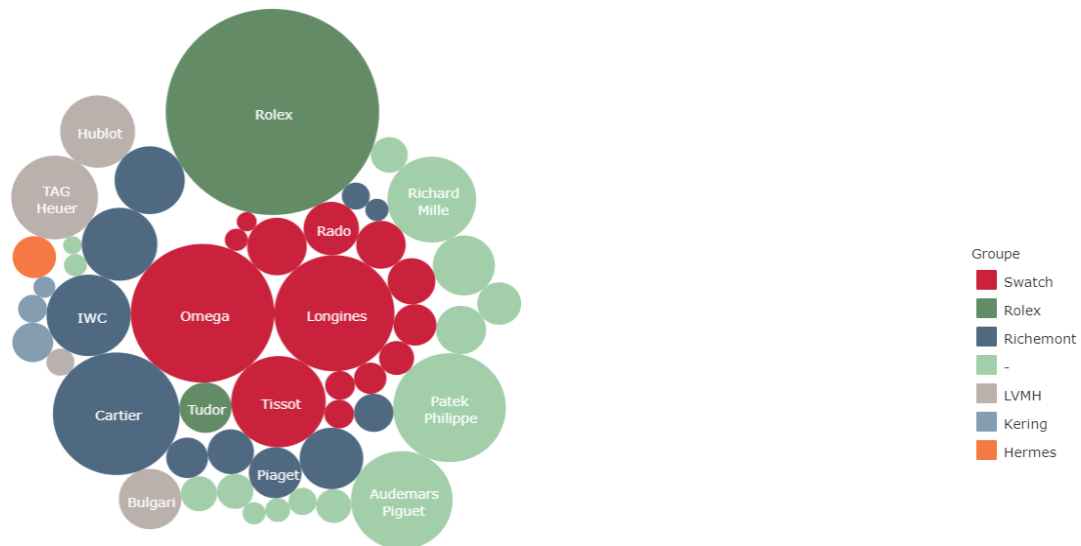 Rolex
Hublot
TAG
Heuer
Richard
Mille
Rado
IWC
Omega
Longines
Cartier
Tudor
Tissot
Patek
Philippe
Piaget
Bulgari
Audemars
Piguet
Groupe
Swatch
Rolex
Richemont
-
LVMH
Kering
Hermes